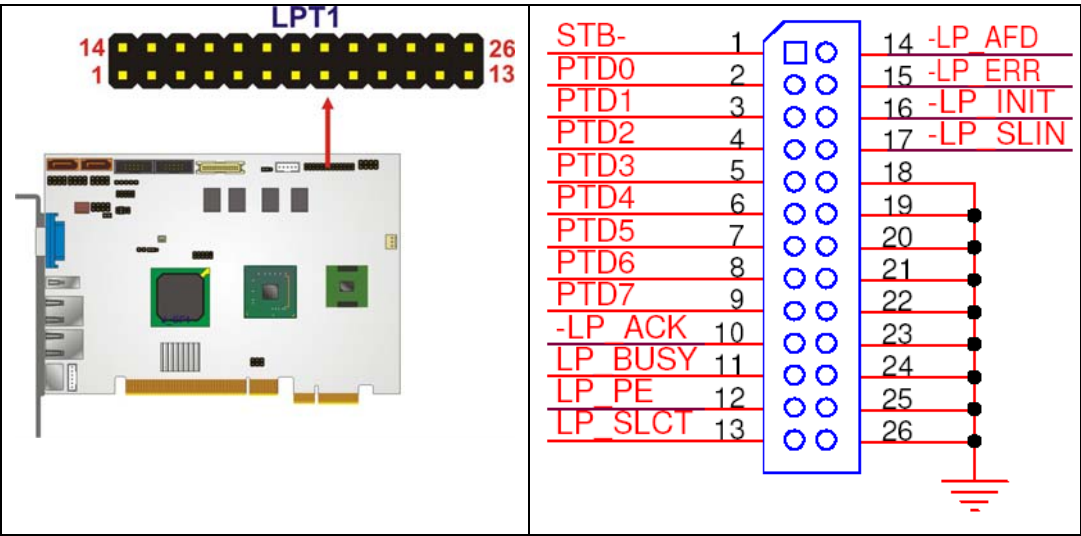 LPT1
14 26
1 13
STB- 1 14 -LP_AFD
PTD0 2 15 -LP_ERR
PTD1 3 16 -LP_INIT
PTD2 4 17 -LP_SLIN
PTD3 5 18
PTD4 6 19
PTD5 7 20
PTD6 8 21
PTD7 9 22
-LP_ACK 10 23
LP_BUSY 11 24
LP_PE 12 25
LP_SLCT 13 26